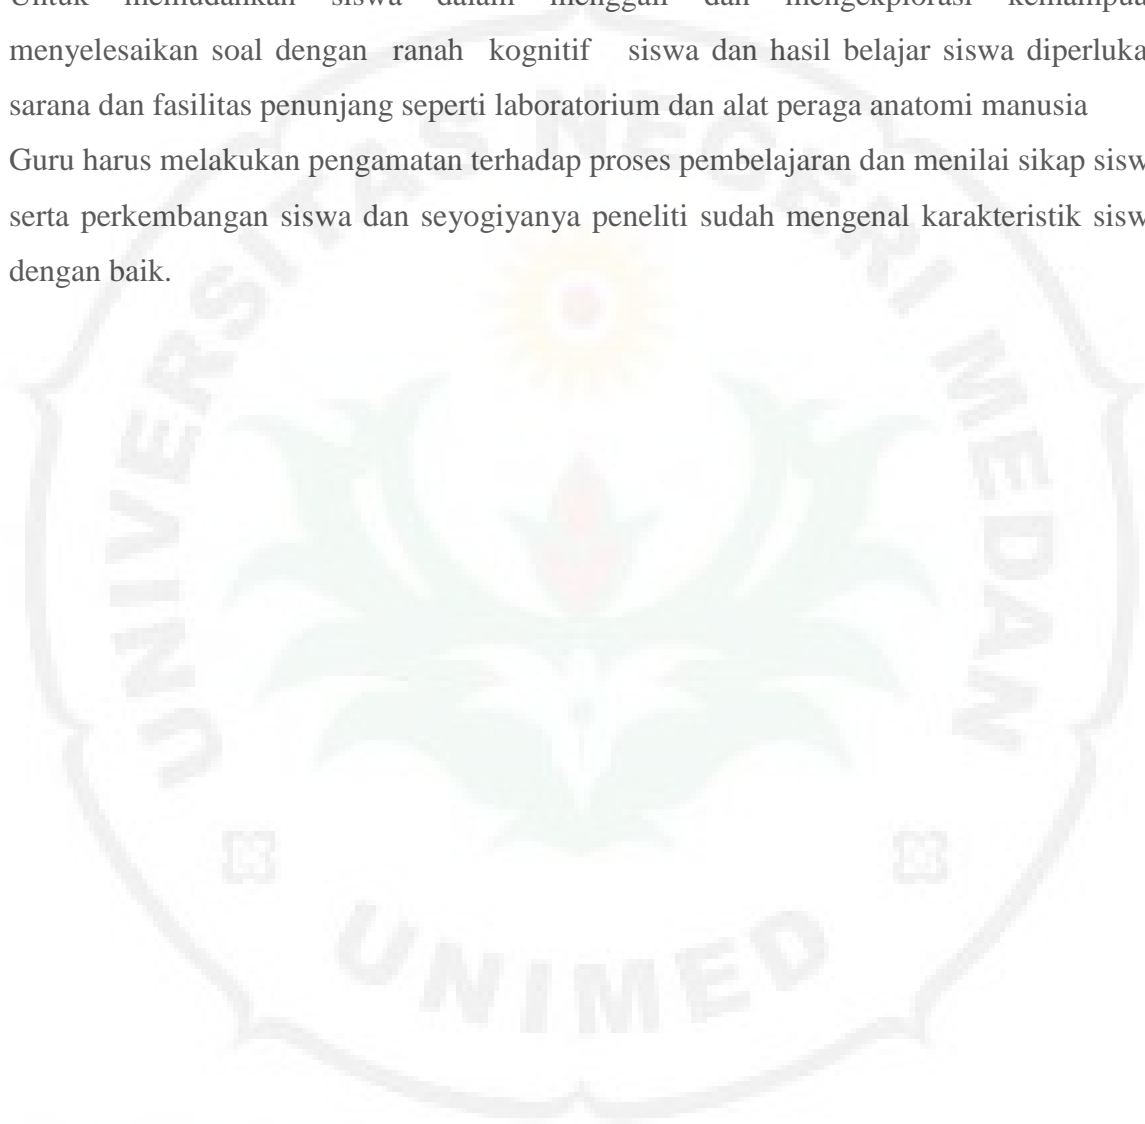 Untuk memudahkan siswa dalam menggali dan mengekplorasi kemampua
menyelesaikan soal dengan ranah kognitif siswa dan hasil belajar siswa diperluka
sarana dan fasilitas penunjang seperti laboratorium dan alat peraga anatomi manusia
Guru harus melakukan pengamatan terhadap proses pembelajaran dan menilai sikap sisw
serta perkembangan siswa dan seyogiyanya peneliti sudah mengenal karakteristik sisw
dengan baik.
UNIVERSITAS NEGERI MEDAN
UNIMED